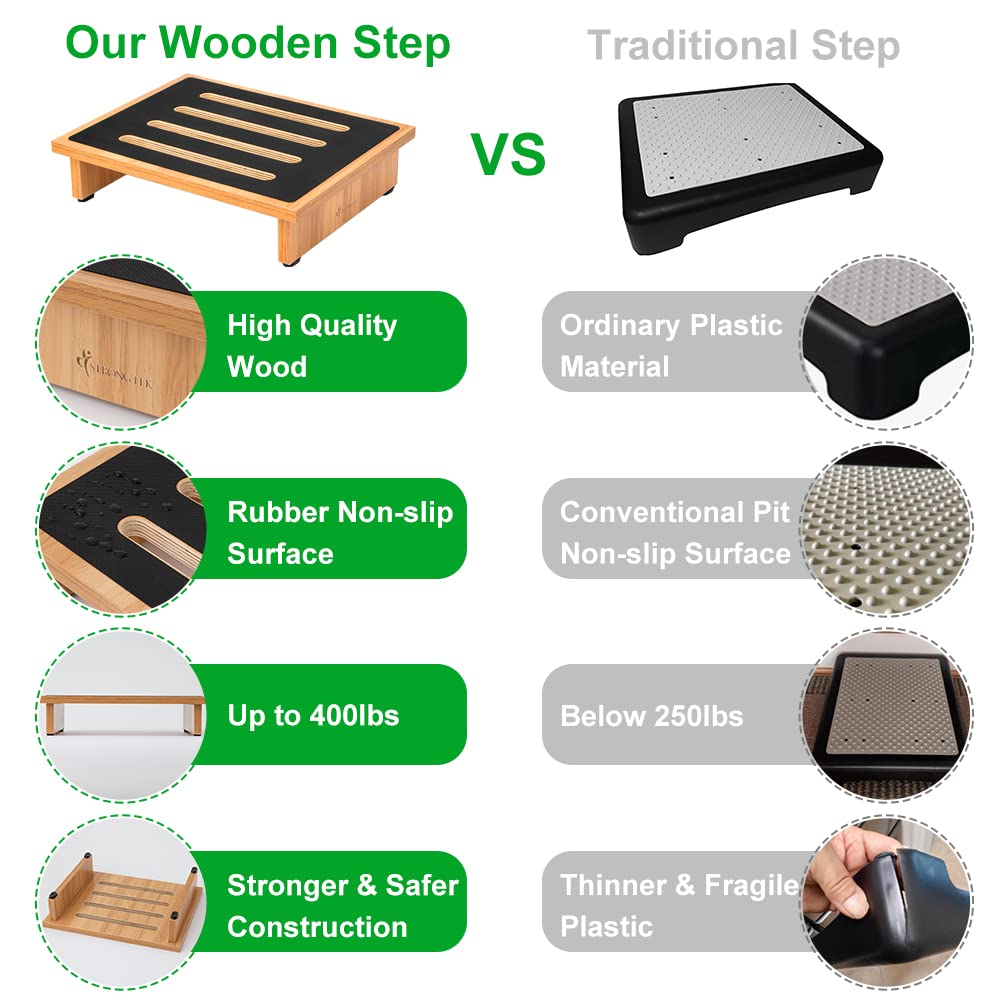 Our Wooden Step
Traditional Step
VS
High Quality
Wood
STRONGTEK
Ordinary Plastic
Material
Rubber Non-slip
Surface
Conventional Pit
Non-slip Surface
Up to 400lbs
Below 250lbs
Stronger & Safer
Construction
Thinner & Fragile
Plastic